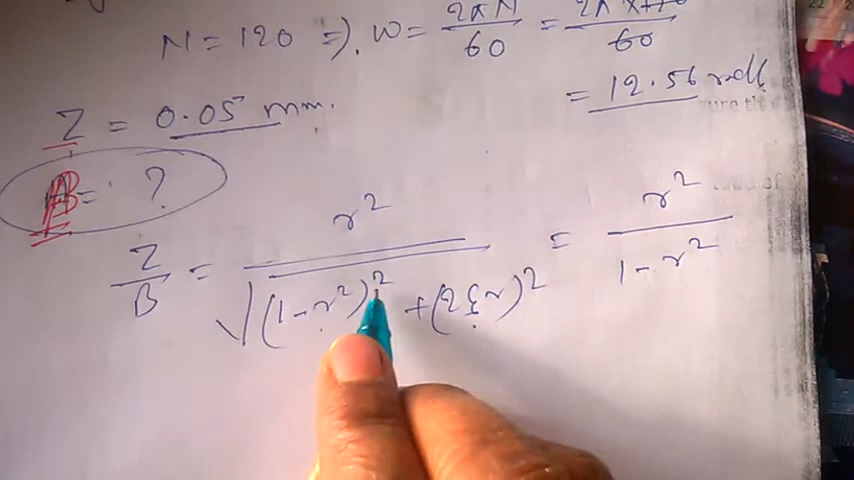 N = 120 ⇒ ω = 2πN/60 = 2π × 120/60
= 12.56 rad/s
Z = 0.05 mm.
B = ?
Z/B = r²/√((1-r²)² + (2ξr)²) = r²/(1-r²)